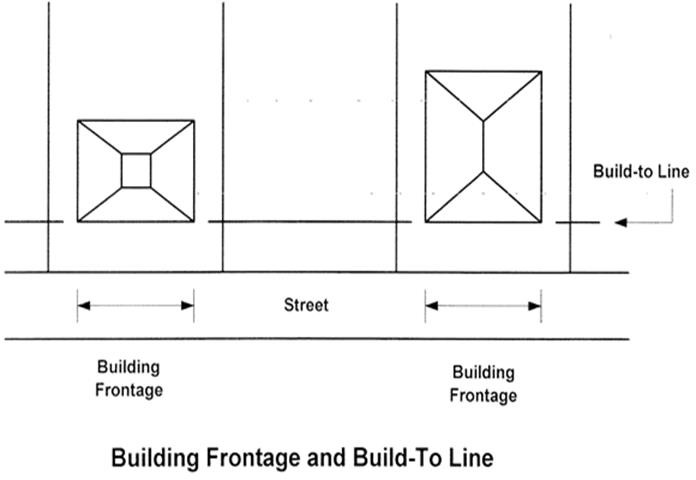 Build-to Line
Street
Building
Frontage
Building
Frontage
Building Frontage and Build-To Line